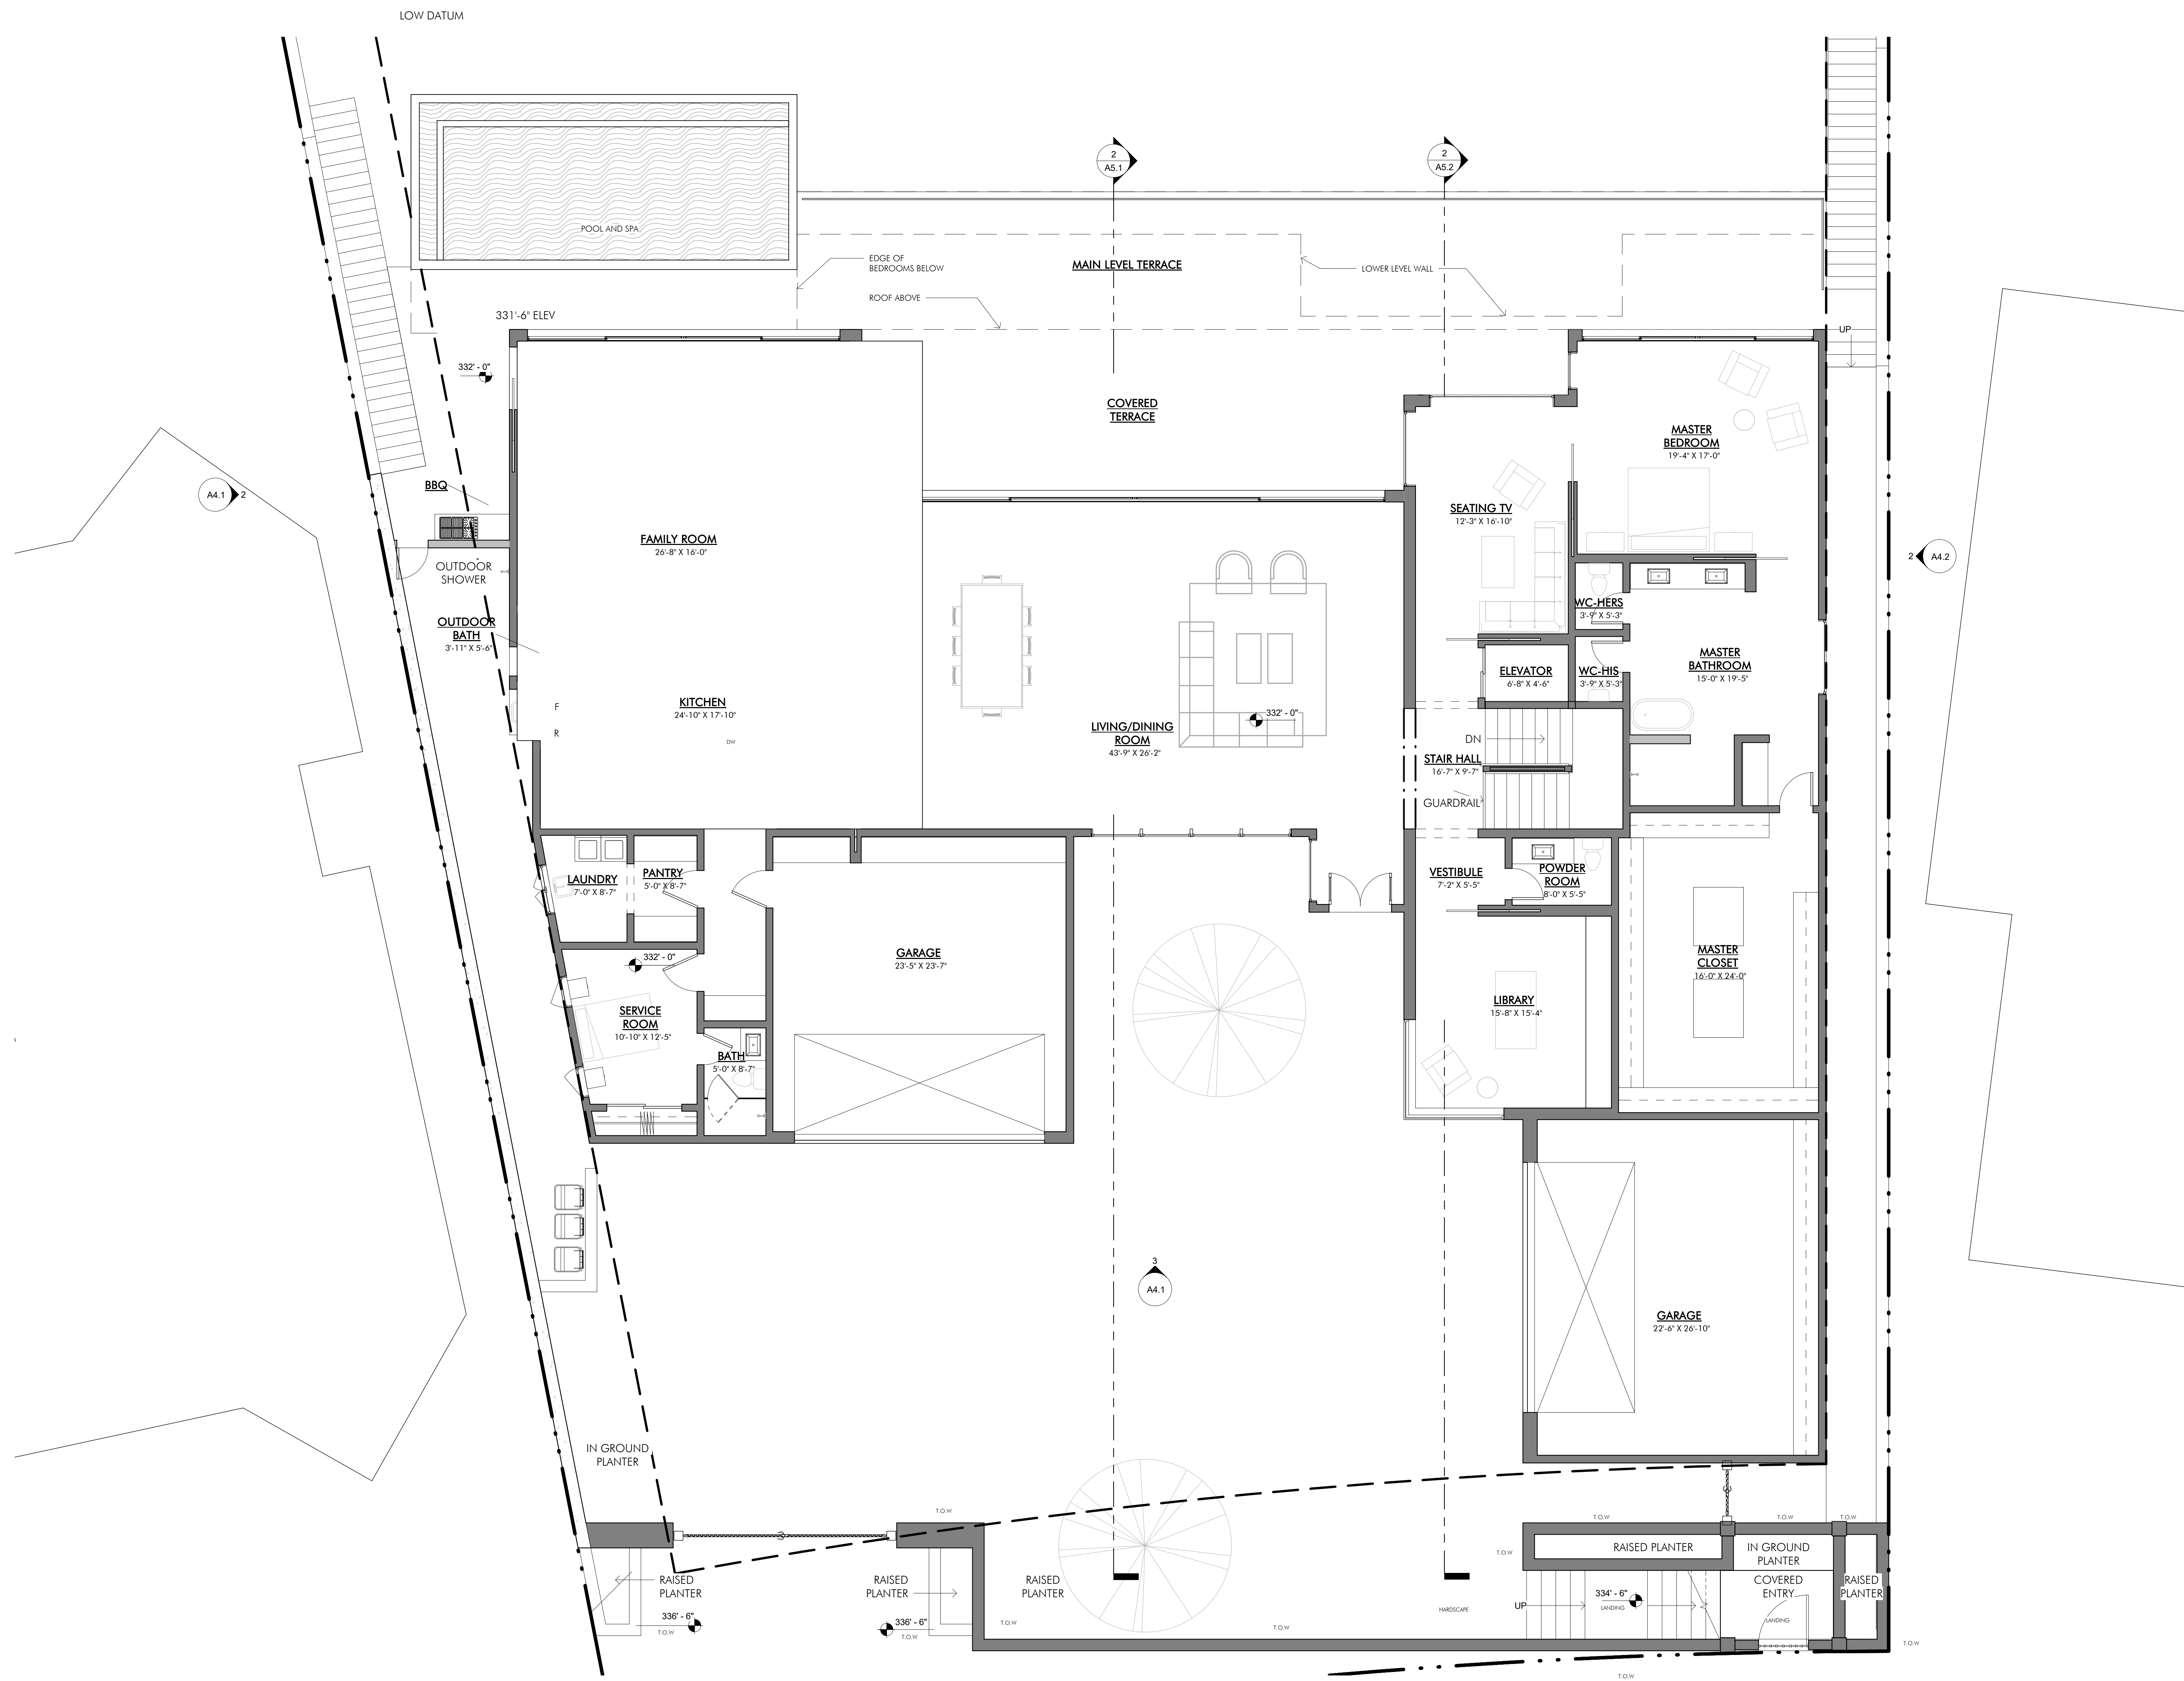 LOW DATUM
2
A5.1
2
A5.2
POOL AND SPA
EDGE OF
BEDROOMS BELOW
MAIN LEVEL TERRACE
LOWER LEVEL WALL
ROOF ABOVE
331'-6" ELEV
UP
332' - 0"
COVERED
TERRACE
MASTER
BEDROOM
19'-4" X 17'-0"
BBQ
A4.1
2
SEATING TV
12'-3" X 16'-10"
FAMILY ROOM
26'-8" X 16'-0"
2
A4.2
OUTDOOR
SHOWER
WC-HERS
3'-9" X 5'-3"
OUTDOOR
BATH
3'-11" X 5'-6"
MASTER
BATHROOM
15'-0" X 19'-5"
ELEVATOR
6'-8" X 4'-6"
WC-HIS
3'-9" X 5'-3"
F
R
KITCHEN
24'-10" X 17'-10"
DW
332' - 0"
LIVING/DINING
ROOM
43'-9" X 26'-2"
DN
STAIR HALL
16'-7" X 9'-7"
GUARDRAIL
LAUNDRY
7'-0" X 8'-7"
PANTRY
5'-0" X 8'-7"
VESTIBULE
7'-2" X 5'-5"
POWDER
ROOM
8'-0" X 5'-5"
GARAGE
23'-5" X 23'-7"
332' - 0"
MASTER
CLOSET
16'-0" X 24'-0"
LIBRARY
15'-8" X 15'-4"
SERVICE
ROOM
10'-10" X 12'-5"
BATH
5'-0" X 8'-7"
3
A4.1
GARAGE
22'-6" X 26'-10"
IN GROUND
PLANTER
T.O.W
T.O.W
T.O.W
T.O.W
T.O.W
RAISED PLANTER
IN GROUND
PLANTER
RAISED
PLANTER
RAISED
PLANTER
RAISED
PLANTER
COVERED
ENTRY
RAISED
PLANTER
336' - 6"
T.O.W
336' - 6"
T.O.W
T.O.W
T.O.W
HARDSCAPE
UP
334' - 6"
LANDING
LANDING
T.O.W
T.O.W